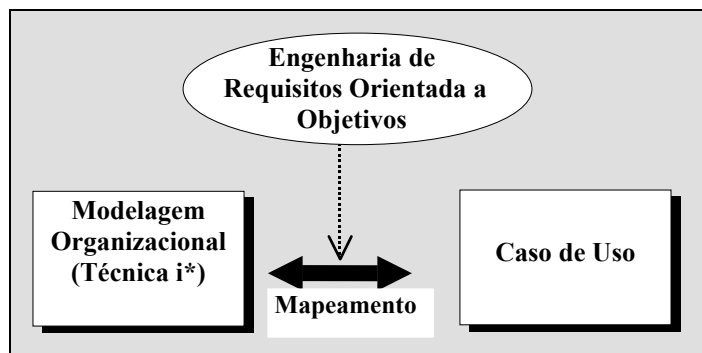 Engenharia de
Requisitos Orientada a
Objetivos
Modelagem
Organizacional
(Técnica i*)
Caso de Uso
Mapeamento